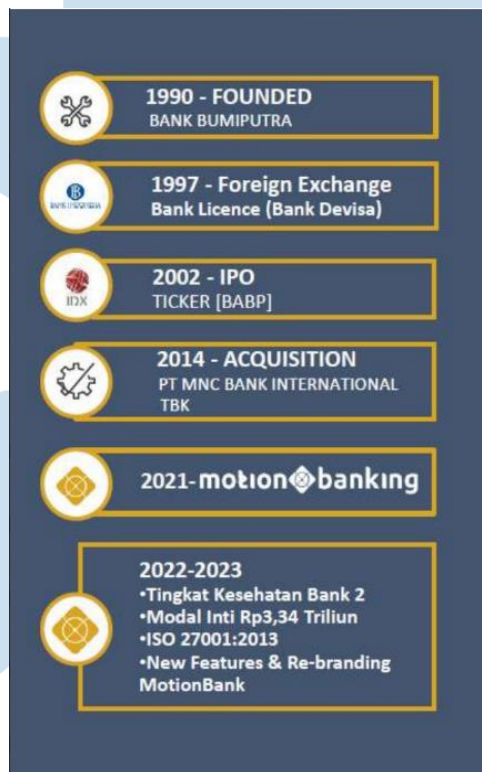 1990 - FOUNDED
BANK BUMIPUTRA
BANK INDONESIA
1997 - Foreign Exchange
Bank Licence (Bank Devisa)
IDX
2002 - IPO
TICKER [BABP]
2014 - ACQUISITION
PT MNC BANK INTERNATIONAL
TBK
2021-motion banking
2022-2023
•Tingkat Kesehatan Bank 2
•Modal Inti Rp3,34 Triliun
•ISO 27001:2013
•New Features & Re-branding
MotionBank